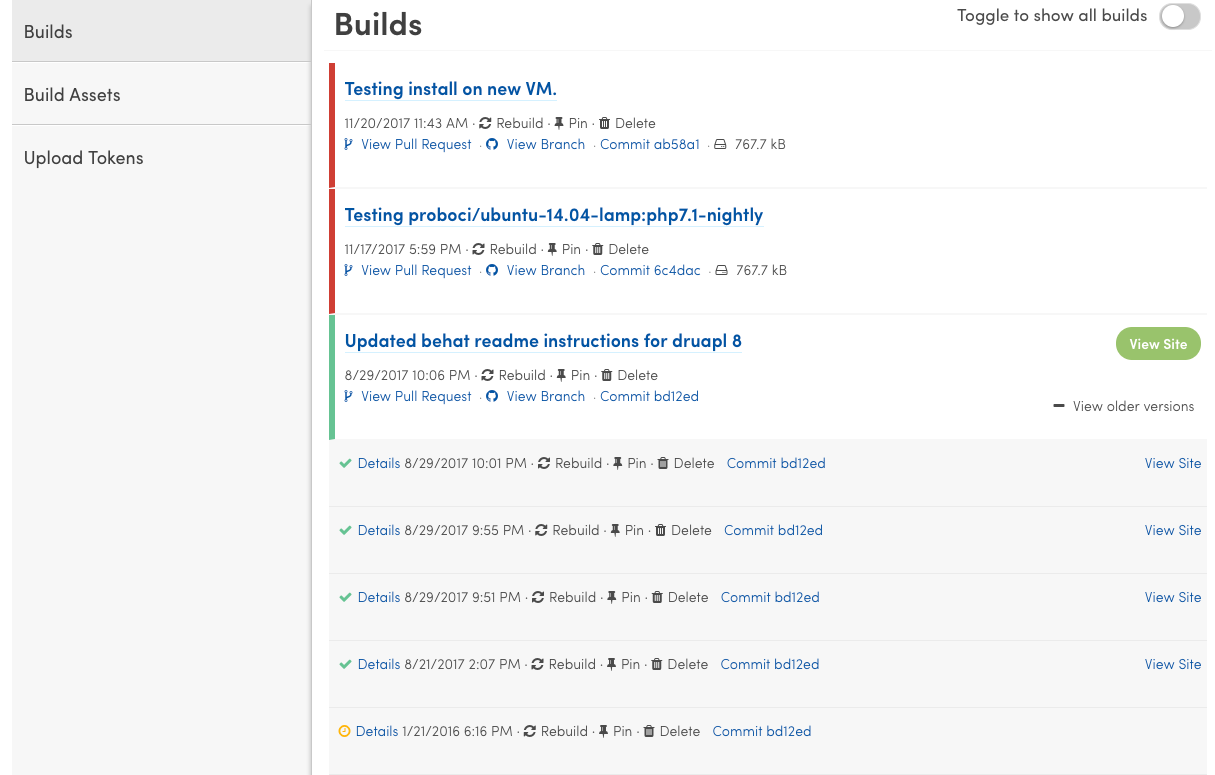 Builds
Build Assets
Upload Tokens
Builds
Toggle to show all builds
Testing install on new VM.
11/20/2017 11:43 AM · Rebuild · Pin · Delete
View Pull Request · View Branch · Commit ab58a1 · 767.7 kB
Testing proboci/ubuntu-14.04-lamp:php7.1-nightly
11/17/2017 5:59 PM · Rebuild · Pin · Delete
View Pull Request · View Branch · Commit 6c4dac · 767.7 kB
Updated behat readme instructions for druapl 8
View Site
8/29/2017 10:06 PM · Rebuild · Pin · Delete
View Pull Request · View Branch · Commit bd12ed
View older versions
Details 8/29/2017 10:01 PM · Rebuild · Pin · Delete Commit bd12ed View Site
Details 8/29/2017 9:55 PM · Rebuild · Pin · Delete Commit bd12ed View Site
Details 8/29/2017 9:51 PM · Rebuild · Pin · Delete Commit bd12ed View Site
Details 8/21/2017 2:07 PM · Rebuild · Pin · Delete Commit bd12ed View Site
Details 1/21/2016 6:16 PM · Rebuild · Pin · Delete Commit bd12ed